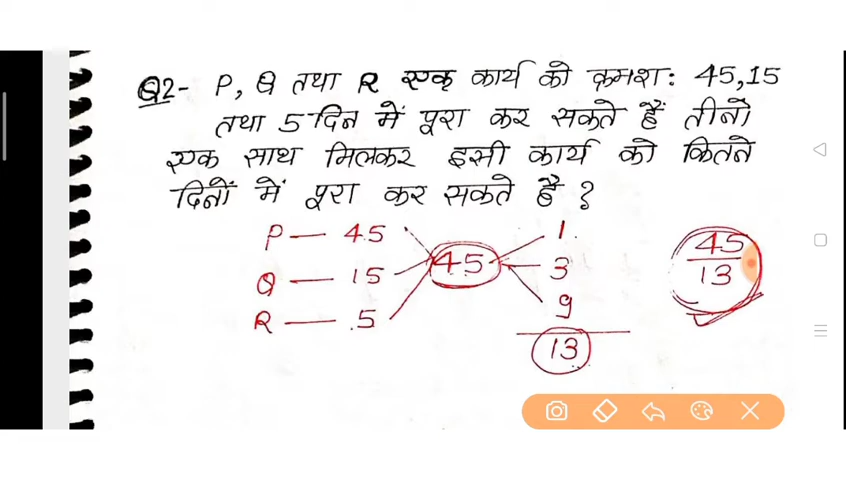 Q2- P, Q तथा R एक कार्य को क्रमश: 45,15
तथा 5 दिन में पूरा कर सकते हैं तीनों
एक साथ मिलकर इसी कार्य को कितने
दिनों में पूरा कर सकते है ?
P — 45
Q — 15
R — 5
45
1
3
9
13
45
13